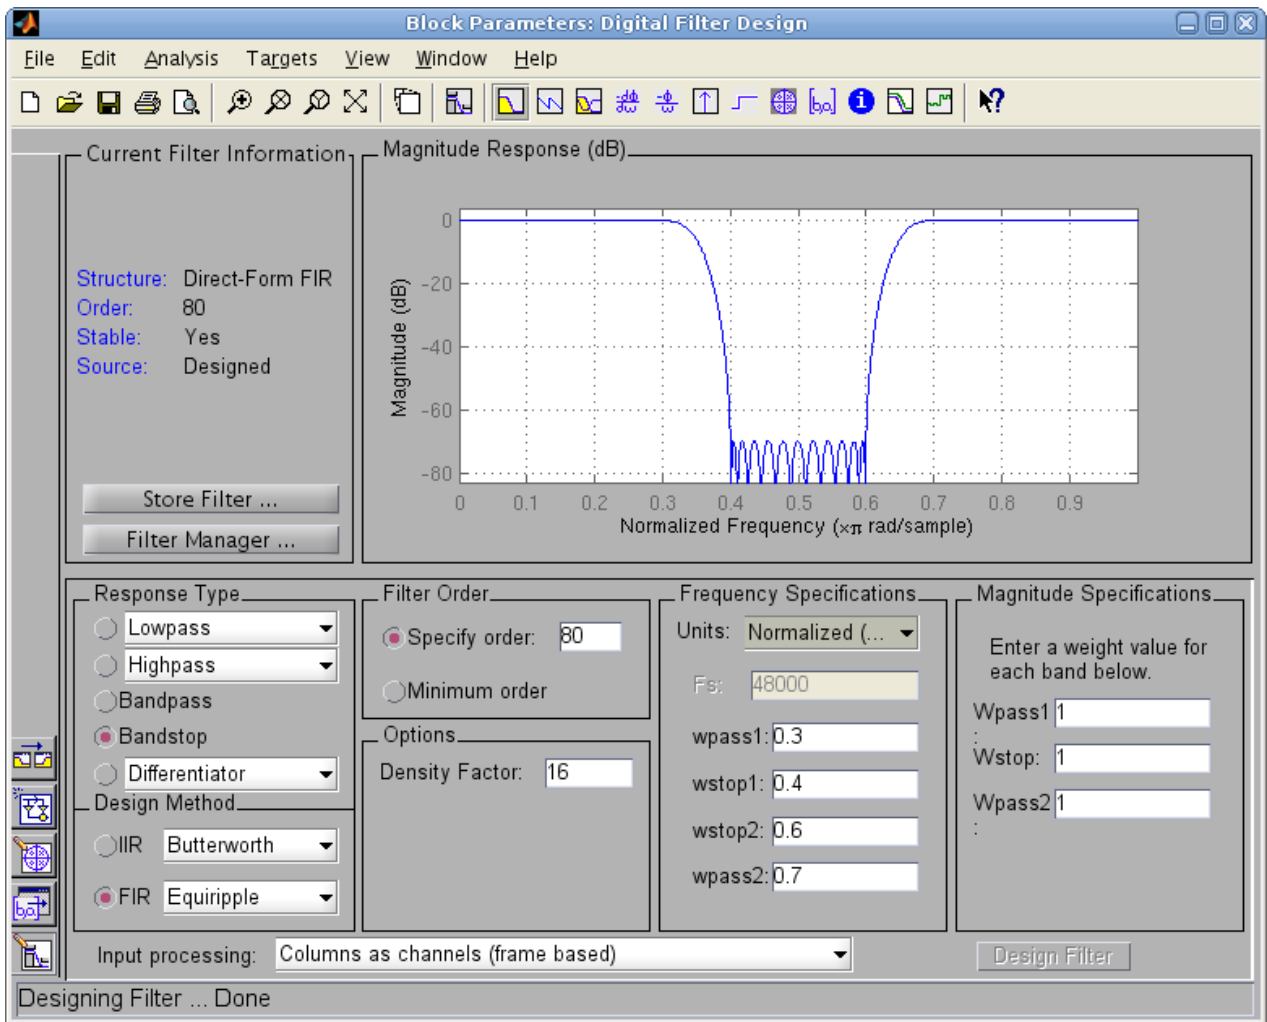 Block Parameters: Digital Filter Design
File Edit Analysis Targets View Window Help
Current Filter Information
Structure: Direct-Form FIR
Order: 80
Stable: Yes
Source: Designed
Store Filter ...
Filter Manager ...
Magnitude Response (dB)
Magnitude (dB)
0
-20
-40
-60
-80
0 0.1 0.2 0.3 0.4 0.5 0.6 0.7 0.8 0.9
Normalized Frequency (×π rad/sample)
Response Type
Lowpass
Highpass
Bandpass
Bandstop
Differentiator
Design Method
IIR Butterworth
FIR Equiripple
Filter Order
Specify order: 80
Minimum order
Options
Density Factor: 16
Frequency Specifications
Units: Normalized (...
Fs: 48000
wpass1: 0.3
wstop1: 0.4
wstop2: 0.6
wpass2: 0.7
Magnitude Specifications
Enter a weight value for
each band below.
Wpass1 1
:
Wstop: 1
Wpass2 1
:
Input processing: Columns as channels (frame based)
Design Filter
Designing Filter ... Done